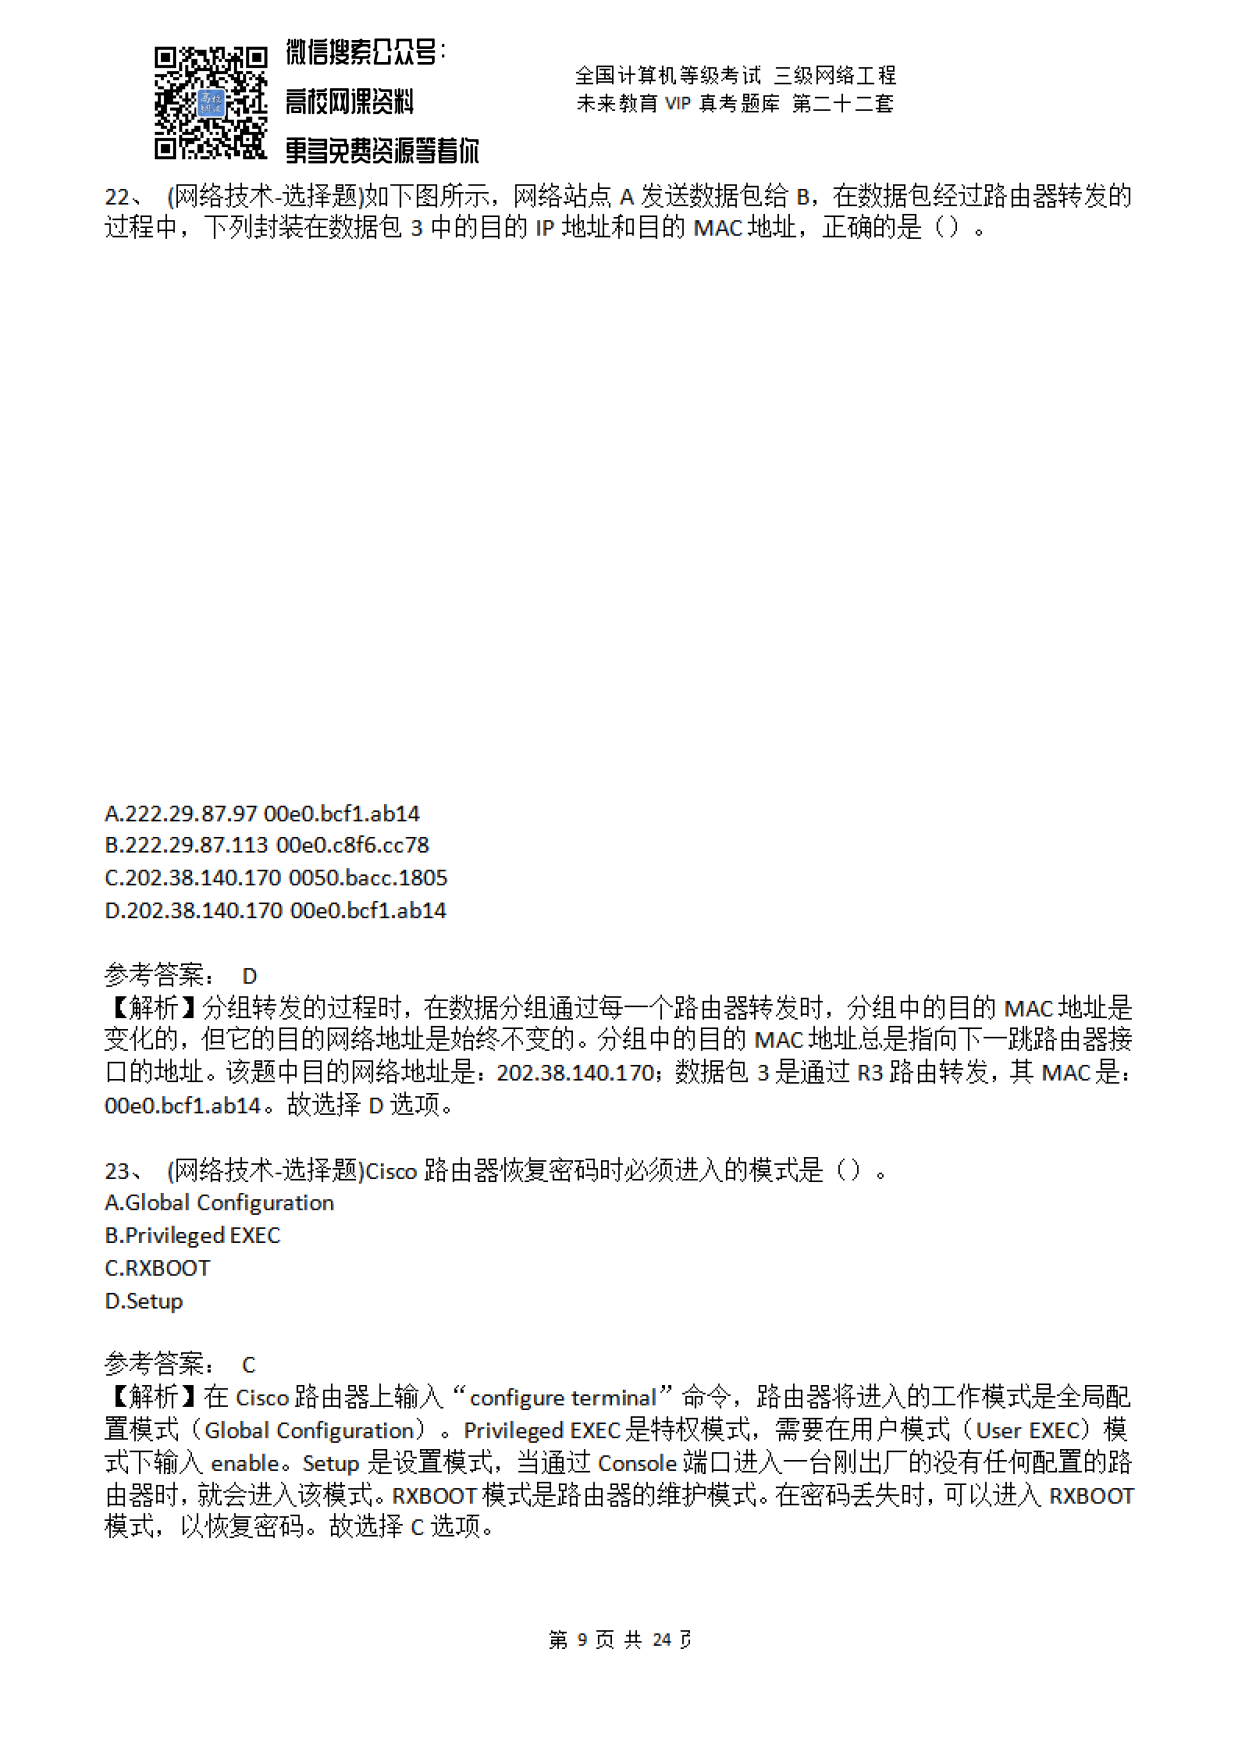 微信搜索公众号：
高校网课资料
更多免费资源等着你
全国计算机等级考试 三级网络工程
未来教育 VIP 真考题库 第二十二套
22、 (网络技术-选择题)如下图所示，网络站点 A 发送数据包给 B，在数据包经过路由器转发的
过程中，下列封装在数据包 3 中的目的 IP 地址和目的 MAC 地址，正确的是（）。
A.222.29.87.97 00e0.bcf1.ab14
B.222.29.87.113 00e0.c8f6.cc78
C.202.38.140.170 0050.bacc.1805
D.202.38.140.170 00e0.bcf1.ab14
参考答案： D
【解析】分组转发的过程时，在数据分组通过每一个路由器转发时，分组中的目的 MAC 地址是
变化的，但它的目的网络地址是始终不变的。分组中的目的 MAC 地址总是指向下一跳路由器接
口的地址。该题中目的网络地址是：202.38.140.170；数据包 3 是通过 R3 路由转发，其 MAC 是：
00e0.bcf1.ab14。故选择 D 选项。
23、 (网络技术-选择题)Cisco 路由器恢复密码时必须进入的模式是（）。
A.Global Configuration
B.Privileged EXEC
C.RXBOOT
D.Setup
参考答案： C
【解析】在 Cisco 路由器上输入“configure terminal”命令，路由器将进入的工作模式是全局配
置模式（Global Configuration）。Privileged EXEC 是特权模式，需要在用户模式（User EXEC）模
式下输入 enable。Setup 是设置模式，当通过 Console 端口进入一台刚出厂的没有任何配置的路
由器时，就会进入该模式。RXBOOT 模式是路由器的维护模式。在密码丢失时，可以进入 RXBOOT
模式，以恢复密码。故选择 C 选项。
第 9 页 共 24 页